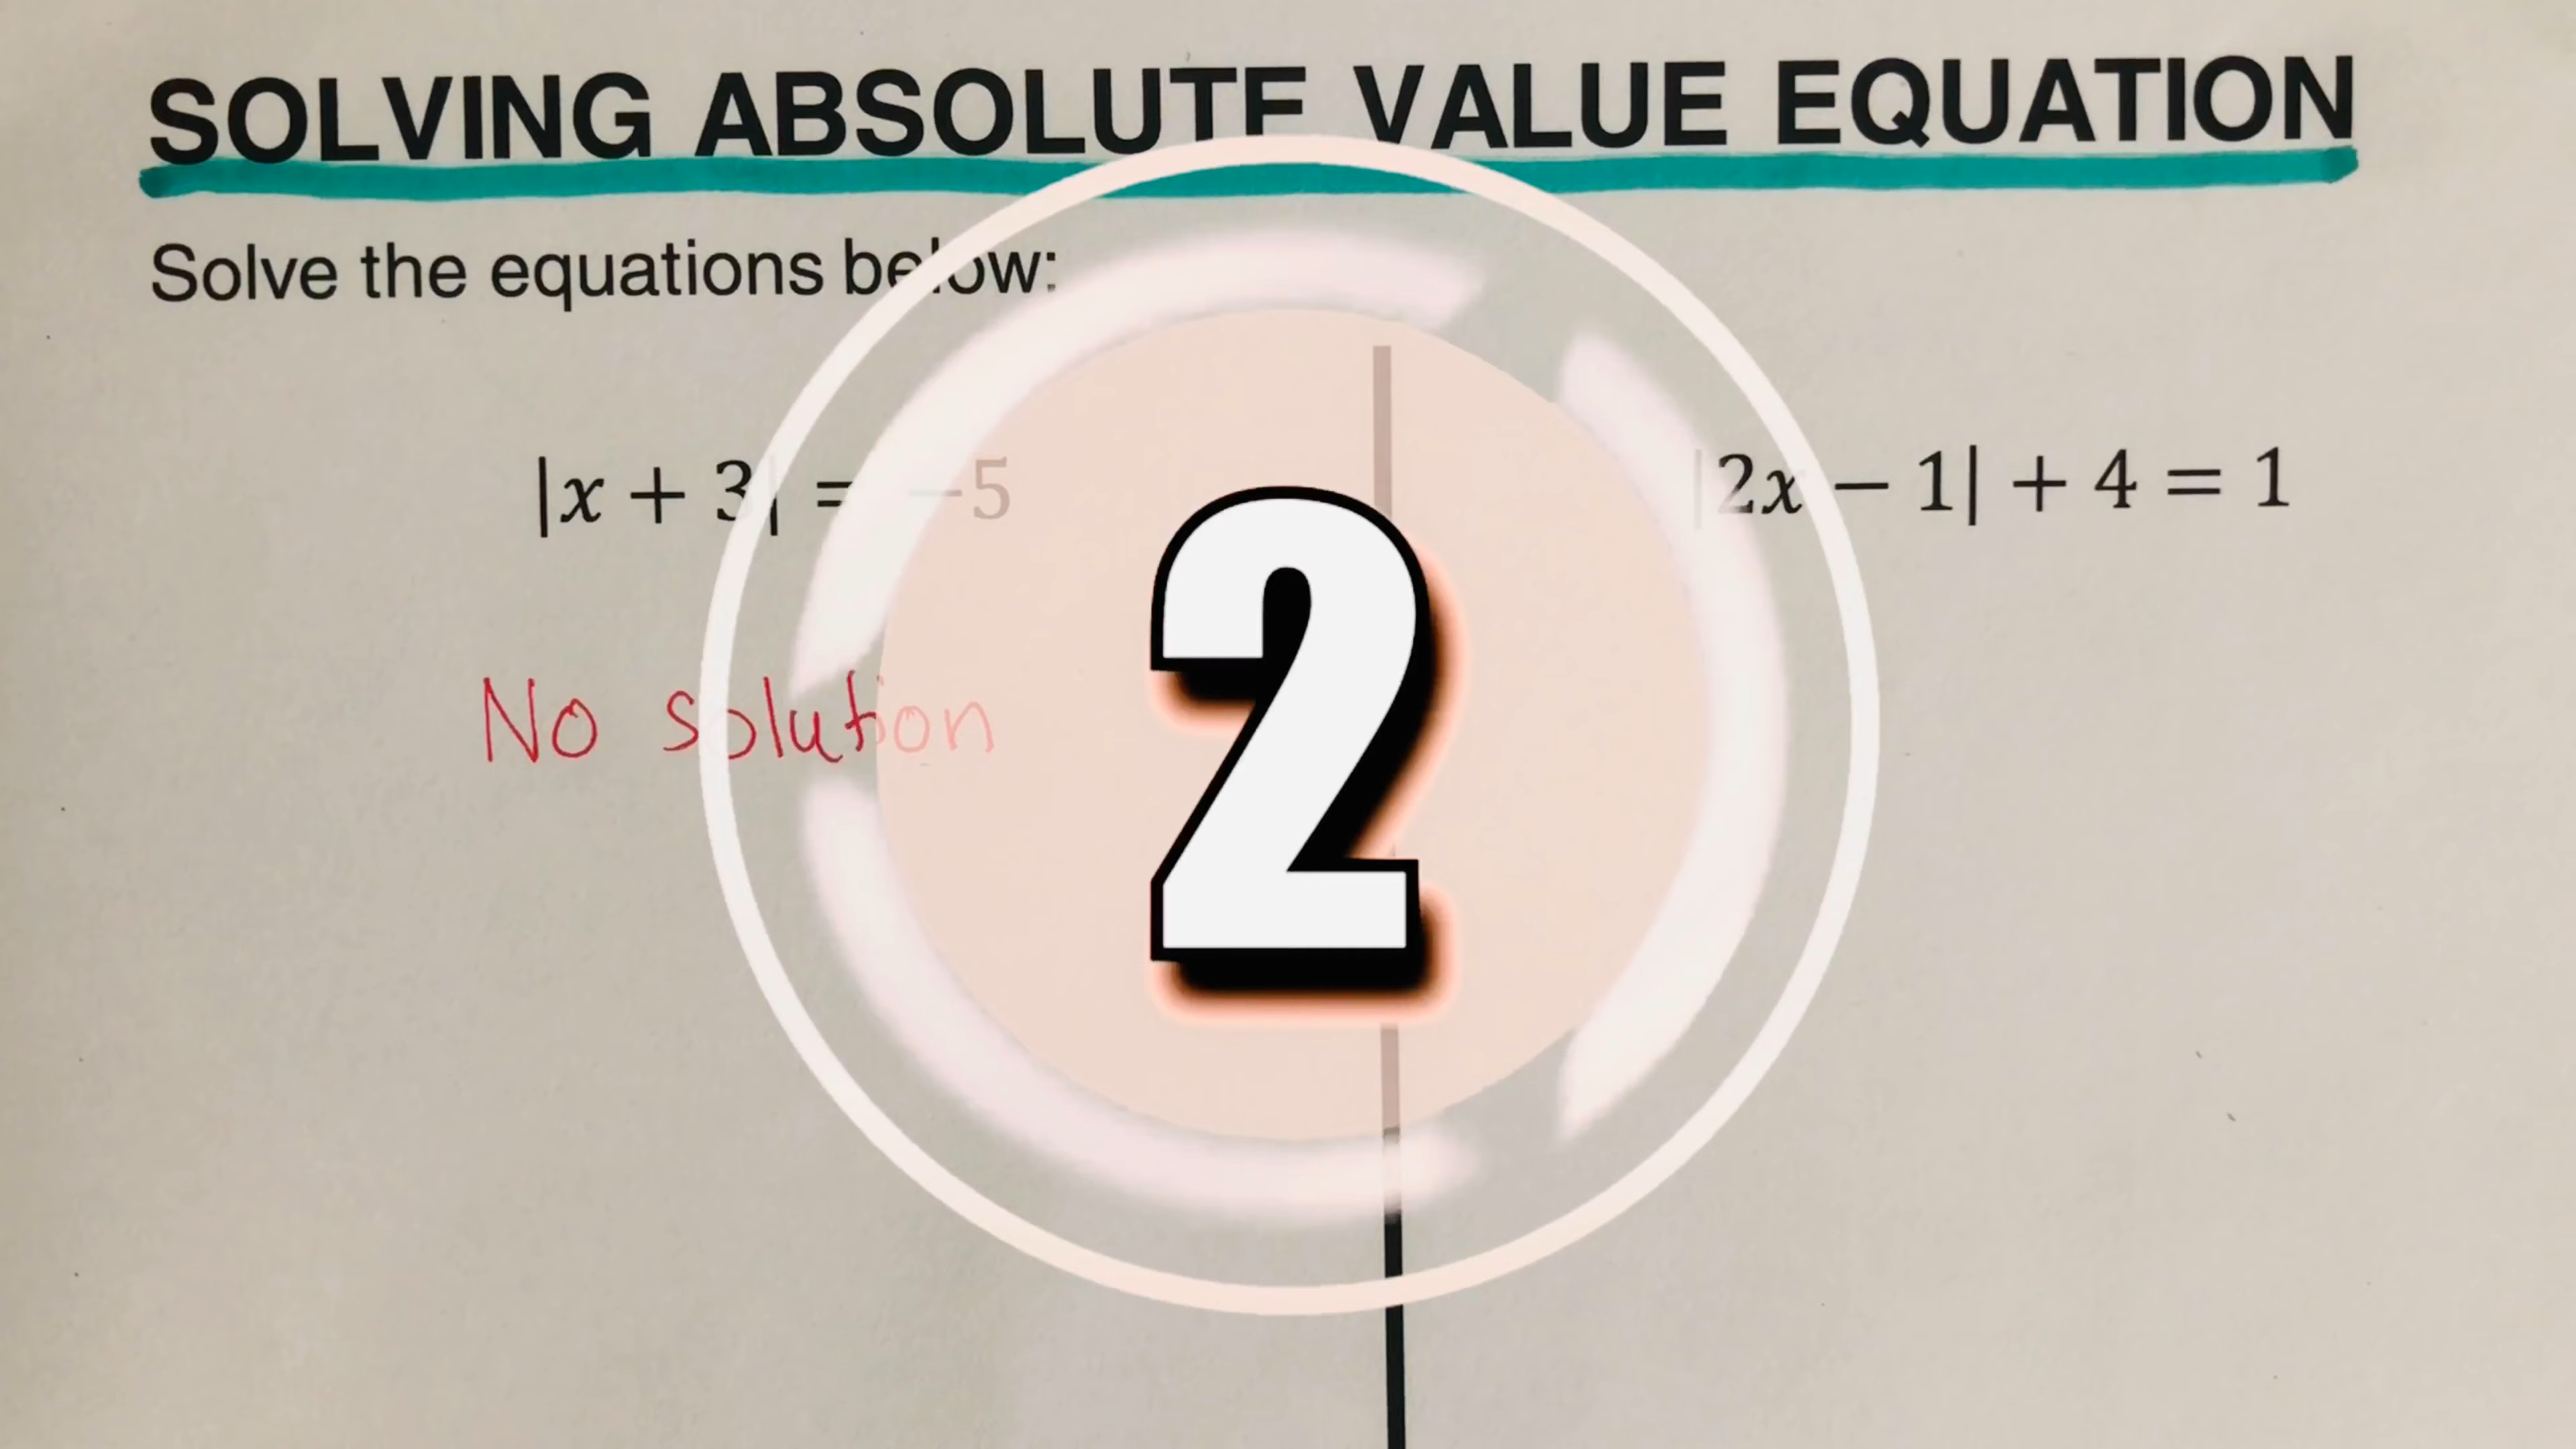 SOLVING ABSOLUTE VALUE EQUATION
Solve the equations below:
|x + 3| = −5
|2x − 1| + 4 = 1
2
No solution